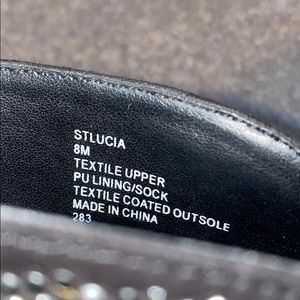 STLUCIA
8M
TEXTILE UPPER
PU LINING/SOCK
TEXTILE COATED OUTSOLE
MADE IN CHINA
283